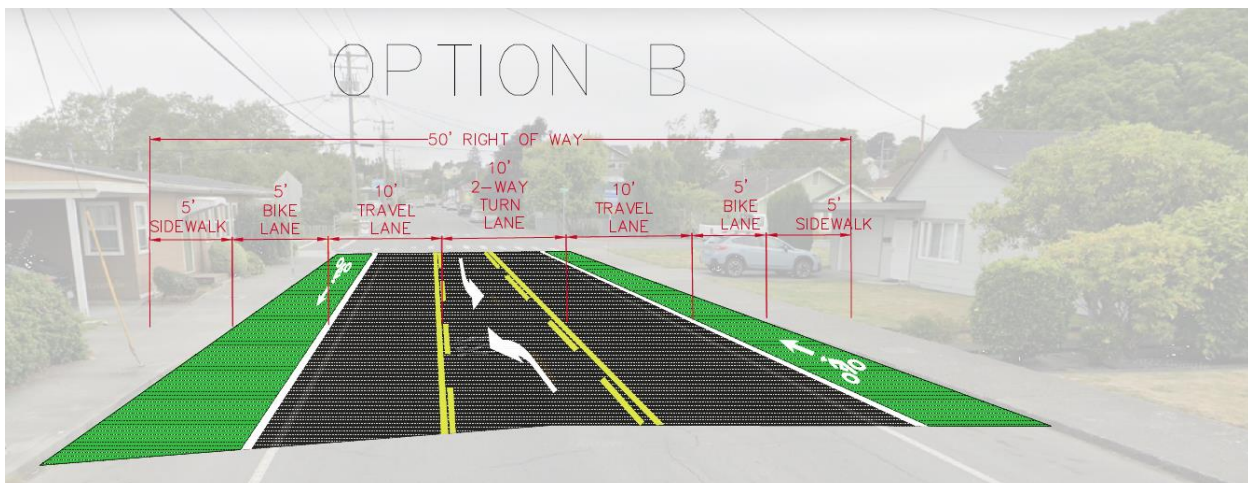 OPTION B
50' RIGHT OF WAY
5'
SIDEWALK
5'
BIKE
LANE
10'
TRAVEL
LANE
10'
2-WAY
TURN
LANE
10'
TRAVEL
LANE
5'
BIKE
LANE
5'
SIDEWALK